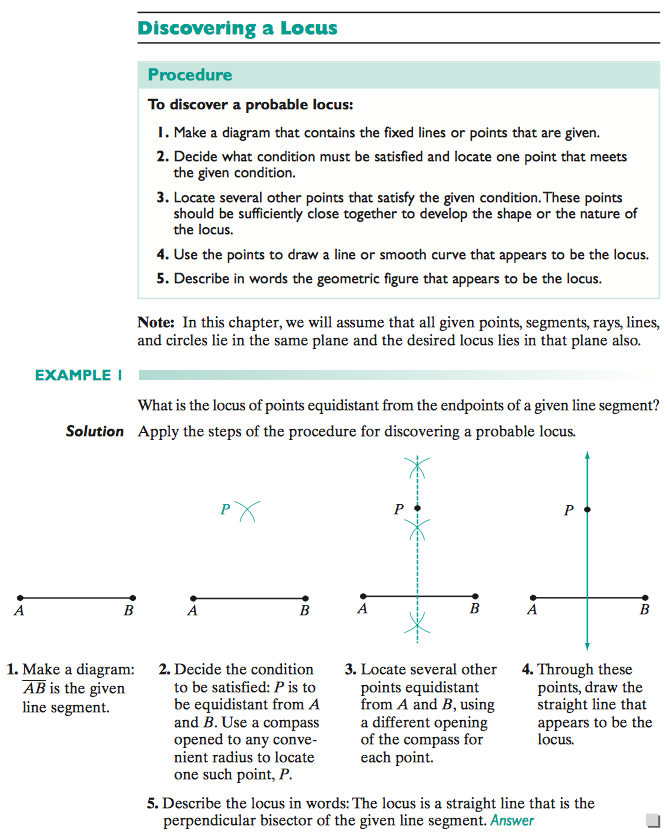 Discovering a Locus
Procedure
To discover a probable locus:
1. Make a diagram that contains the fixed lines or points that are given.
2. Decide what condition must be satisfied and locate one point that meets
the given condition.
3. Locate several other points that satisfy the given condition. These points
should be sufficiently close together to develop the shape or the nature of
the locus.
4. Use the points to draw a line or smooth curve that appears to be the locus.
5. Describe in words the geometric figure that appears to be the locus.
Note: In this chapter, we will assume that all given points, segments, rays, lines,
and circles lie in the same plane and the desired locus lies in that plane also.
EXAMPLE 1
What is the locus of points equidistant from the endpoints of a given line segment?
Solution Apply the steps of the procedure for discovering a probable locus.
A B
P
A B
P
A B
P
A B
1. Make a diagram:
AB is the given
line segment.
2. Decide the condition
to be satisfied: P is to
be equidistant from A
and B. Use a compass
opened to any conve-
nient radius to locate
one such point, P.
3. Locate several other
points equidistant
from A and B, using
a different opening
of the compass for
each point.
4. Through these
points, draw the
straight line that
appears to be the
locus.
5. Describe the locus in words: The locus is a straight line that is the
perpendicular bisector of the given line segment. Answer